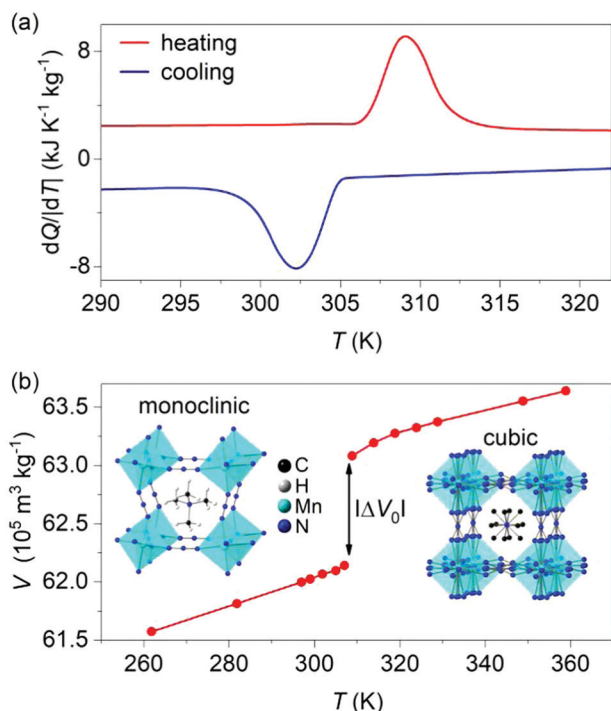 (a)
heating
cooling
dQ/|dT| (kJ K⁻¹ kg⁻¹)
8
0
-8
290 295 300 305 310 315 320
T (K)
(b)
63.5
63.0
62.5
62.0
61.5
V (10⁵ m³ kg⁻¹)
monoclinic
C
H
Mn
N
|ΔV₀|
cubic
260 280 300 320 340 360
T (K)